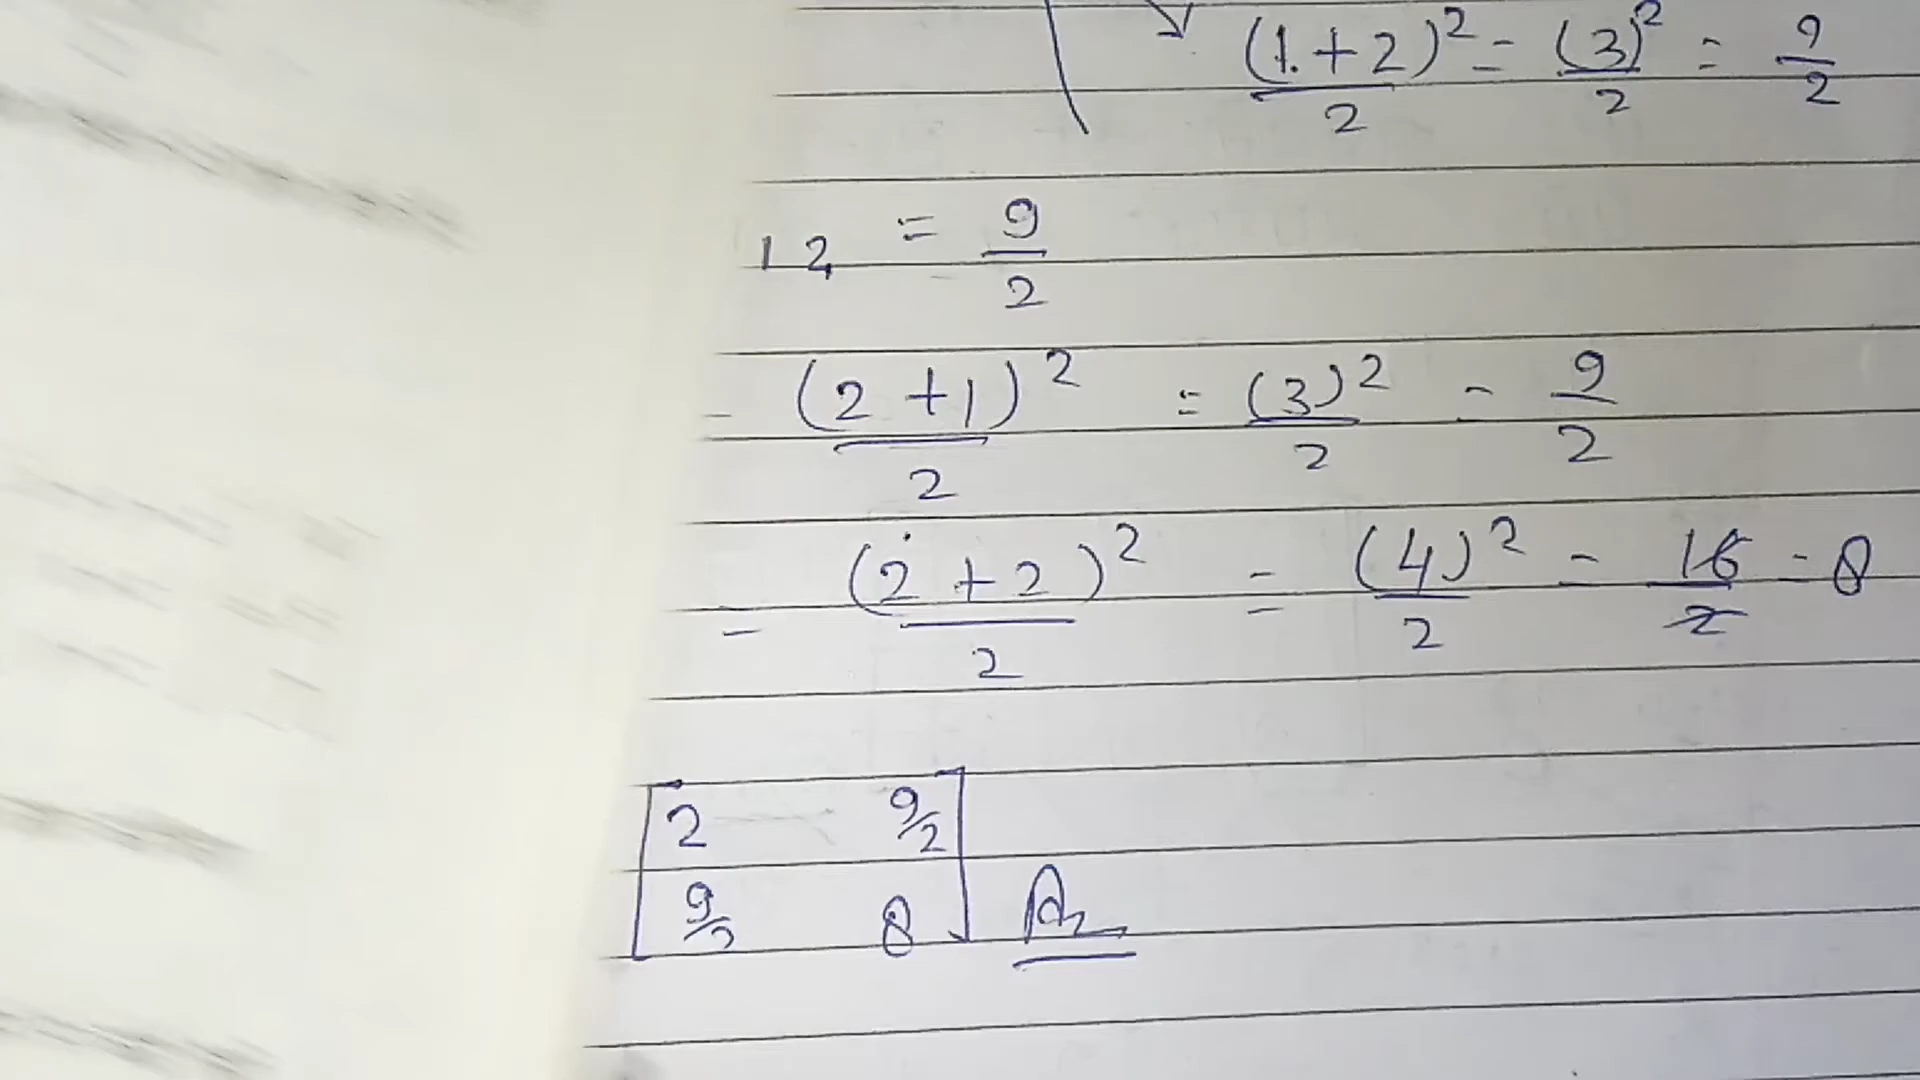 (1+2)²/2 = (3)²/2 = 9/2
12 = 9/2
= (2+1)²/2 = (3)²/2 = 9/2
= (2+2)²/2 = (4)²/2 = 16/2 = 8
[2 9/2
9/2 8]